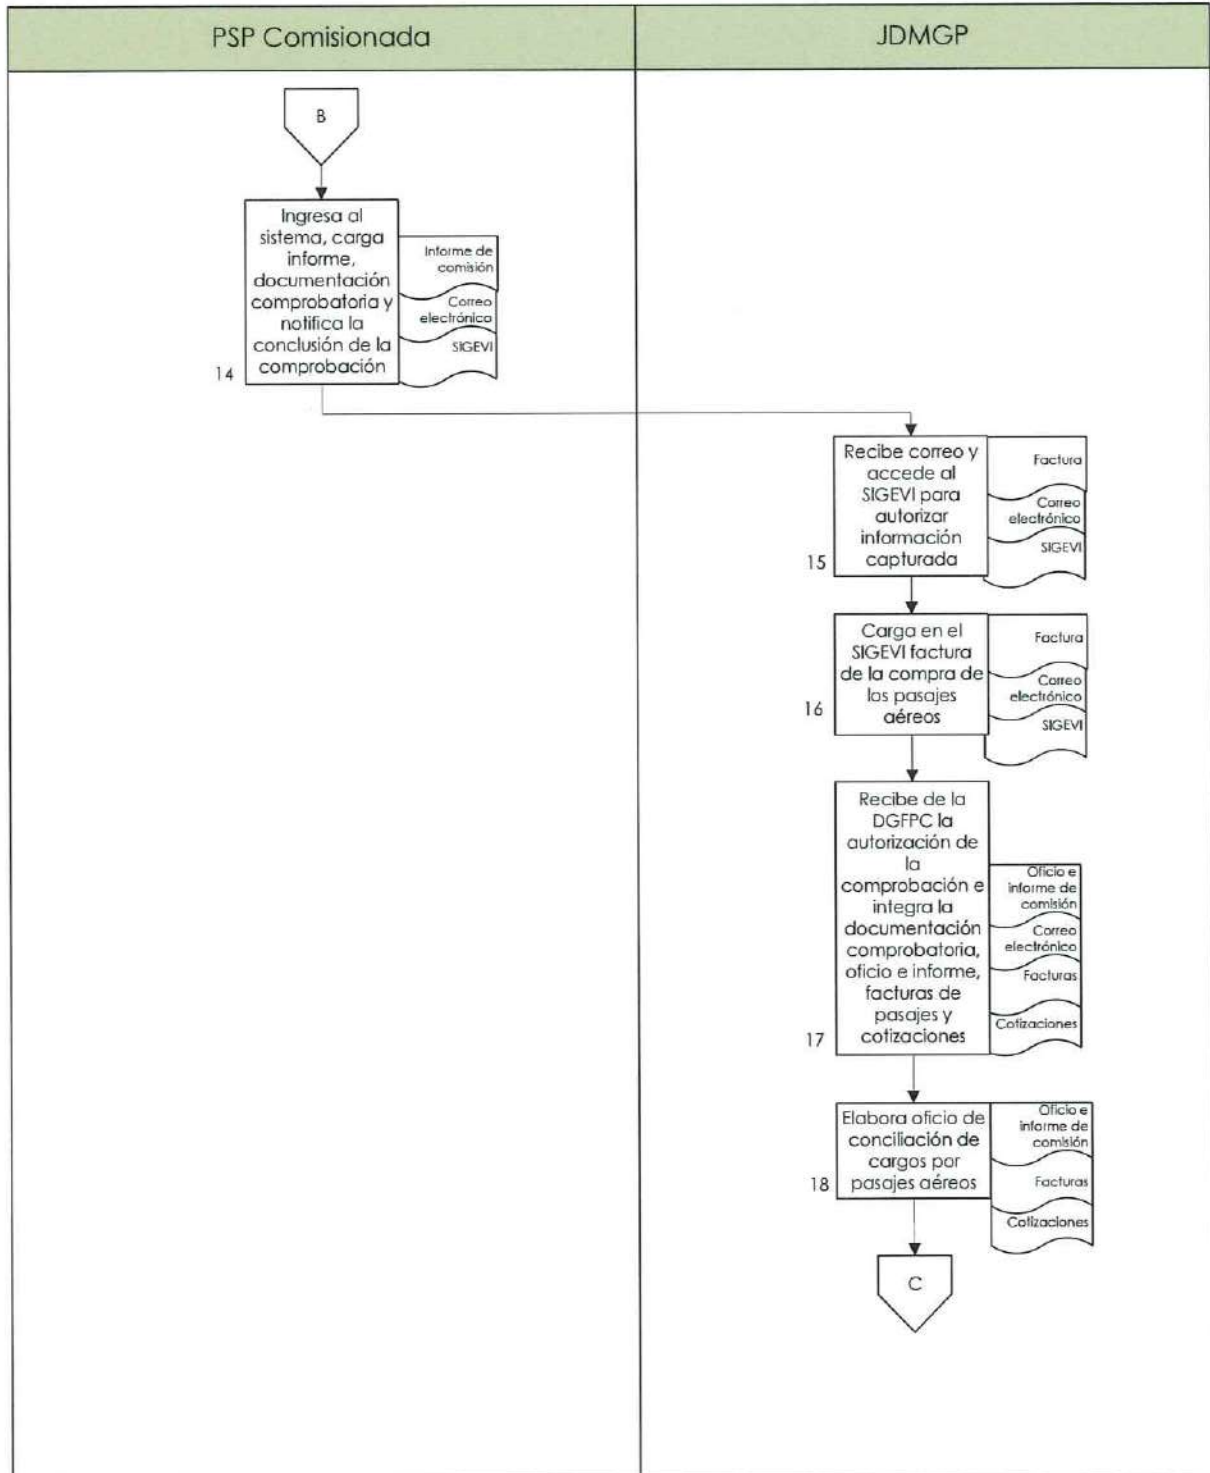 PSP Comisionada
JDMGP
B
Ingresa al
sistema, carga
informe,
documentación
comprobatoria y
notifica la
conclusión de la
comprobación
14
Informe de
comisión
Correo
electrónico
SIGEVI
Recibe correo y
accede al
SIGEVI para
autorizar
información
capturada
15
Factura
Correo
electrónico
SIGEVI
Carga en el
SIGEVI factura
de la compra de
los pasajes
aéreos
16
Factura
Correo
electrónico
SIGEVI
Recibe de la
DGFPC la
autorización de
la
comprobación e
integra la
documentación
comprobatoria,
oficio e informe,
facturas de
pasajes y
cotizaciones
17
Oficio e
informe de
comisión
Correo
electrónico
Facturas
Cotizaciones
Elabora oficio de
conciliación de
cargos por
pasajes aéreos
18
Oficio e
informe de
comisión
Facturas
Cotizaciones
C